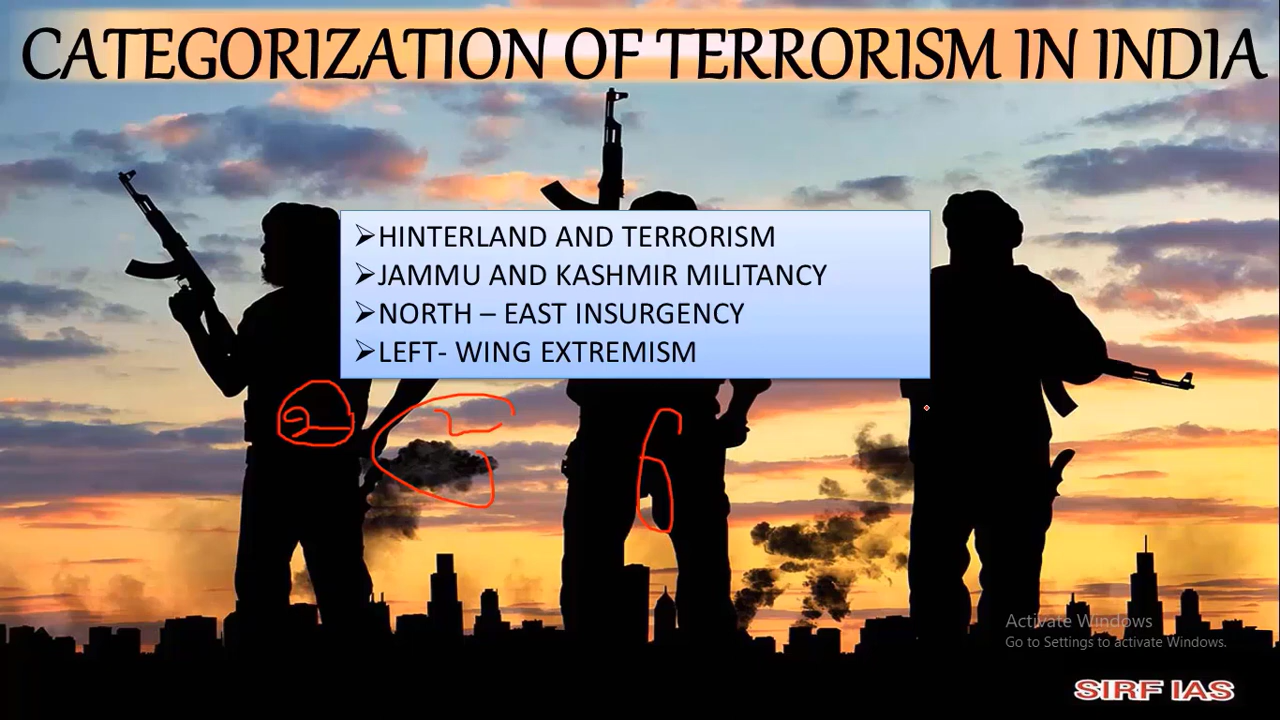 CATEGORIZATION OF TERRORISM IN INDIA
HINTERLAND AND TERRORISM
JAMMU AND KASHMIR MILITANCY
NORTH – EAST INSURGENCY
LEFT- WING EXTREMISM
Activate Windows
Go to Settings to activate Windows.
SIRF IAS